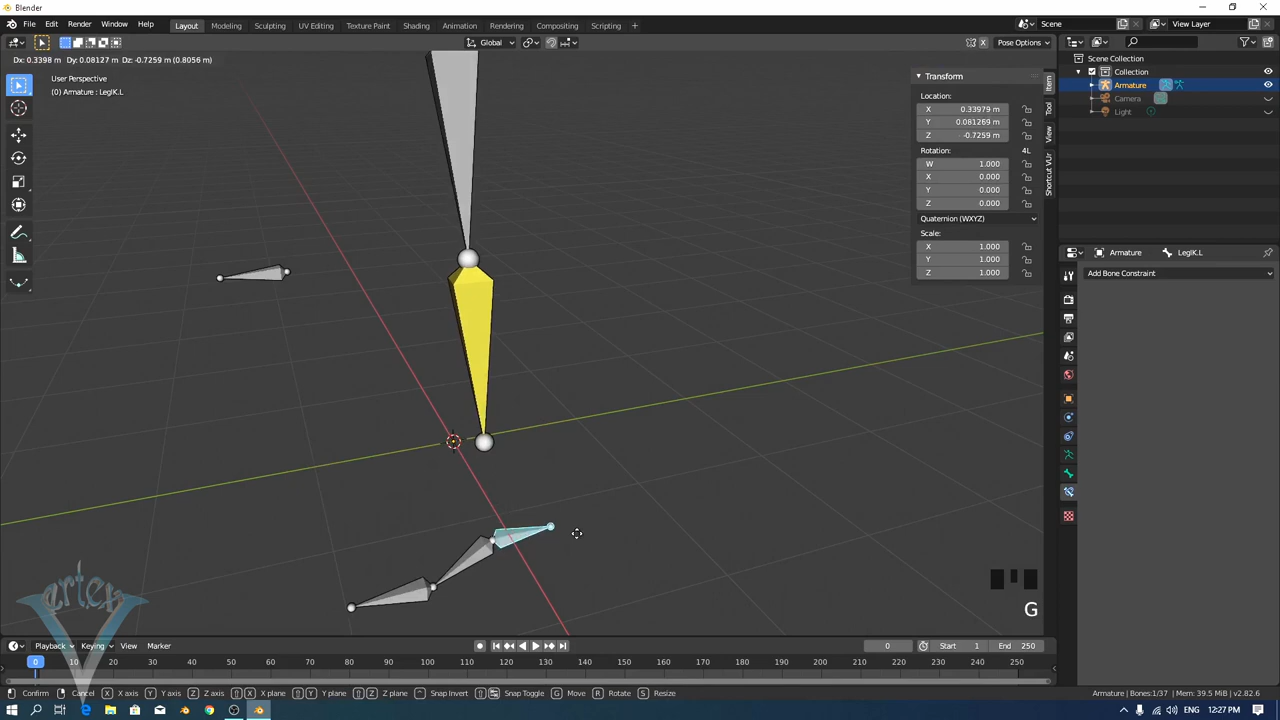 Blender
File Edit Render Window Help
Layout Modeling Sculpting UV Editing Texture Paint Shading Animation Rendering Compositing Scripting +
Scene
View Layer
Global
X
Pose Options
Dx: 0.3398 m Dy: 0.08127 m Dz: -0.7259 m (0.8056 m)
User Perspective
(0) Armature : LegIK.L
Transform
Location:
X 0.33979 m
Y 0.081269 m
Z -0.7259 m
Rotation: 4L
W 1.000
X 0.000
Y 0.000
Z 0.000
Quaternion (WXYZ)
Scale:
X 1.000
Y 1.000
Z 1.000
Item
Tool
View
Shortcut VUr
Scene Collection
Collection
Armature
Camera
Light
Armature
LegIK.L
Add Bone Constraint
G
Vartek
Playback Keying View Marker
0
Start 1
End 250
0 10 20 30 40 50 60 70 80 90 100 110 120 130 140 150 160 170 180 190 200 210 220 230 240 250
Confirm Cancel X X axis Y Y axis Z Z axis X X plane Y Y plane Z Z plane Snap Invert Snap Toggle G Move R Rotate S Resize
Armature | Bones:1/37 | Mem: 39.5 MiB | v2.82.6
ENG 12:27 PM